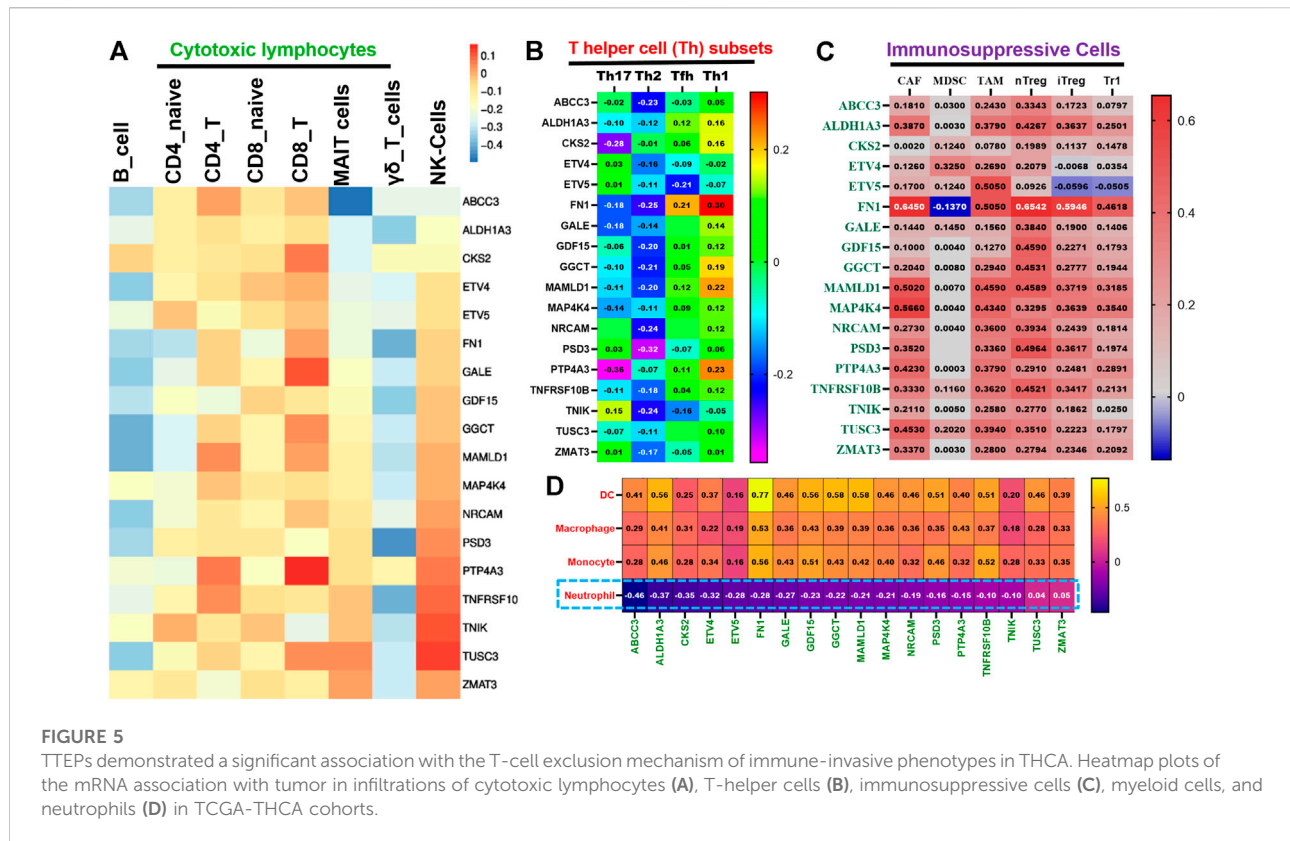 A
Cytotoxic lymphocytes
B_cell
CD4_naive
CD4_T
CD8_naive
CD8_T
MAIT cells
γδ_T_cells
NK-Cells
0.1
0
-0.1
-0.2
-0.3
-0.4
ABCC3
ALDH1A3
CKS2
ETV4
ETV5
FN1
GALE
GDF15
GGCT
MAMLD1
MAP4K4
NRCAM
PSD3
PTP4A3
TNFRSF10
TNIK
TUSC3
ZMAT3
B
T helper cell (Th) subsets
Th17 Th2 Tfh Th1
ABCC3 -0.02 -0.23 -0.03 0.05
ALDH1A3 -0.10 -0.12 0.12 0.16
CKS2 -0.28 -0.01 0.06 0.16
ETV4 0.03 -0.16 -0.09 -0.02
ETV5 0.01 -0.11 -0.21 -0.07
FN1 -0.18 -0.25 0.21 0.30
GALE -0.18 -0.14 0.14
GDF15 -0.06 -0.20 0.01 0.12
GGCT -0.10 -0.21 0.05 0.19
MAMLD1 -0.11 -0.20 0.12 0.22
MAP4K4 -0.14 -0.11 0.09 0.12
NRCAM -0.24 0.12
PSD3 0.03 -0.32 -0.07 0.06
PTP4A3 -0.36 -0.07 0.11 0.23
TNFRSF10B -0.11 -0.18 0.04 0.12
TNIK 0.15 -0.24 -0.16 -0.05
TUSC3 -0.07 -0.11 0.10
ZMAT3 0.01 -0.17 -0.05 0.01
0.2
0
-0.2
C
Immunosuppressive Cells
CAF MDSC TAM nTreg iTreg Tr1
ABCC3 0.1810 0.0300 0.2430 0.3343 0.1723 0.0797
ALDH1A3 0.3870 0.0030 0.3790 0.4267 0.3637 0.2501
CKS2 0.0020 0.1240 0.0780 0.1989 0.1137 0.1478
ETV4 0.1260 0.3250 0.2690 0.2079 -0.0068 0.0354
ETV5 0.1700 0.1240 0.5050 0.0926 -0.0596 -0.0505
FN1 0.6450 -0.1370 0.5050 0.6542 0.5946 0.4618
GALE 0.1440 0.1450 0.1560 0.3840 0.1900 0.1406
GDF15 0.1000 0.0040 0.1270 0.4590 0.2271 0.1793
GGCT 0.2040 0.0080 0.2940 0.4531 0.2777 0.1944
MAMLD1 0.5020 0.0070 0.4590 0.4589 0.3719 0.3185
MAP4K4 0.5660 0.0040 0.4340 0.3295 0.3639 0.3540
NRCAM 0.2730 0.0040 0.3600 0.3934 0.2439 0.1814
PSD3 0.3520 0.3360 0.4964 0.3617 0.1974
PTP4A3 0.4230 0.0003 0.3790 0.2910 0.2481 0.2891
TNFRSF10B 0.3330 0.1600 0.3620 0.4521 0.3417 0.2131
TNIK 0.2110 0.0050 0.2580 0.2770 0.1862 0.0250
TUSC3 0.4530 0.2020 0.3940 0.3510 0.2223 0.1797
ZMAT3 0.3370 0.0030 0.2800 0.2794 0.2346 0.2092
0.6
0.4
0.2
0
D
DC 0.41 0.56 0.25 0.37 0.16 0.77 0.46 0.56 0.58 0.58 0.46 0.46 0.51 0.40 0.51 0.20 0.46 0.39
Macrophage 0.29 0.41 0.31 0.22 0.19 0.53 0.36 0.43 0.39 0.39 0.36 0.36 0.35 0.43 0.37 0.18 0.28 0.33
Monocyte 0.28 0.46 0.28 0.34 0.16 0.56 0.43 0.51 0.43 0.42 0.40 0.32 0.46 0.32 0.52 0.28 0.33 0.35
Neutrophil -0.46 -0.37 -0.35 -0.32 -0.28 -0.28 -0.27 -0.23 -0.22 -0.21 -0.21 -0.19 -0.16 -0.15 -0.10 -0.10 0.04 0.05
ABCC3
ALDH1A3
CKS2
ETV4
ETV5
FN1
GALE
GDF15
GGCT
MAMLD1
MAP4K4
NRCAM
PSD3
PTP4A3
TNFRSF10B
TNIK
TUSC3
ZMAT3
0.5
0
FIGURE 5
TTEPs demonstrated a significant association with the T-cell exclusion mechanism of immune-invasive phenotypes in THCA. Heatmap plots of
the mRNA association with tumor in infiltrations of cytotoxic lymphocytes (A), T-helper cells (B), immunosuppressive cells (C), myeloid cells, and
neutrophils (D) in TCGA-THCA cohorts.